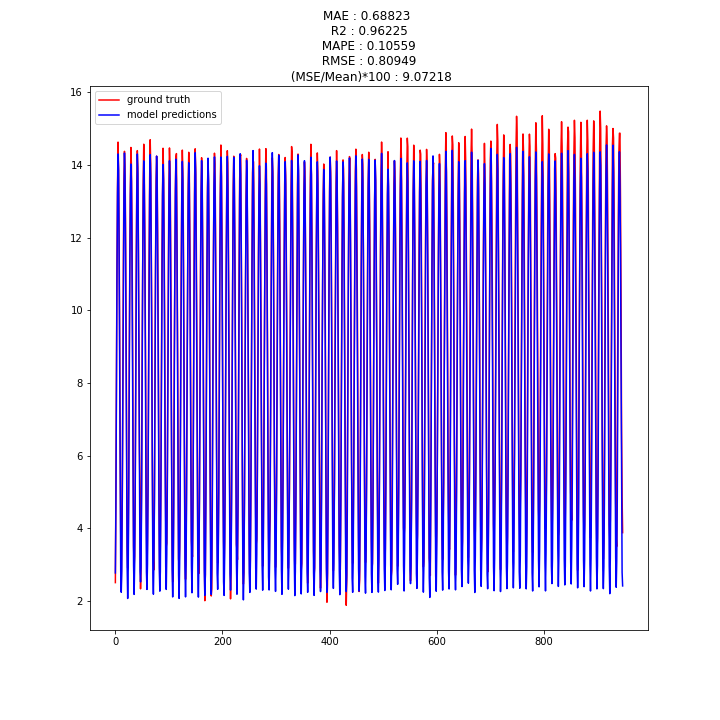 MAE : 0.68823
R2 : 0.96225
MAPE : 0.10559
RMSE : 0.80949
(MSE/Mean)*100 : 9.07218
ground truth
model predictions
16
14
12
10
8
6
4
2
0 200 400 600 800